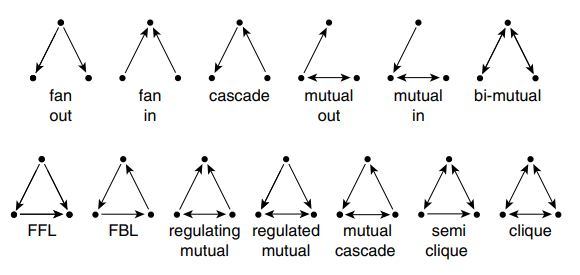 fan fan cascade mutual mutual bi-mutual
out in out in
FFL FBL regulating regulated mutual semi clique
mutual mutual cascade clique